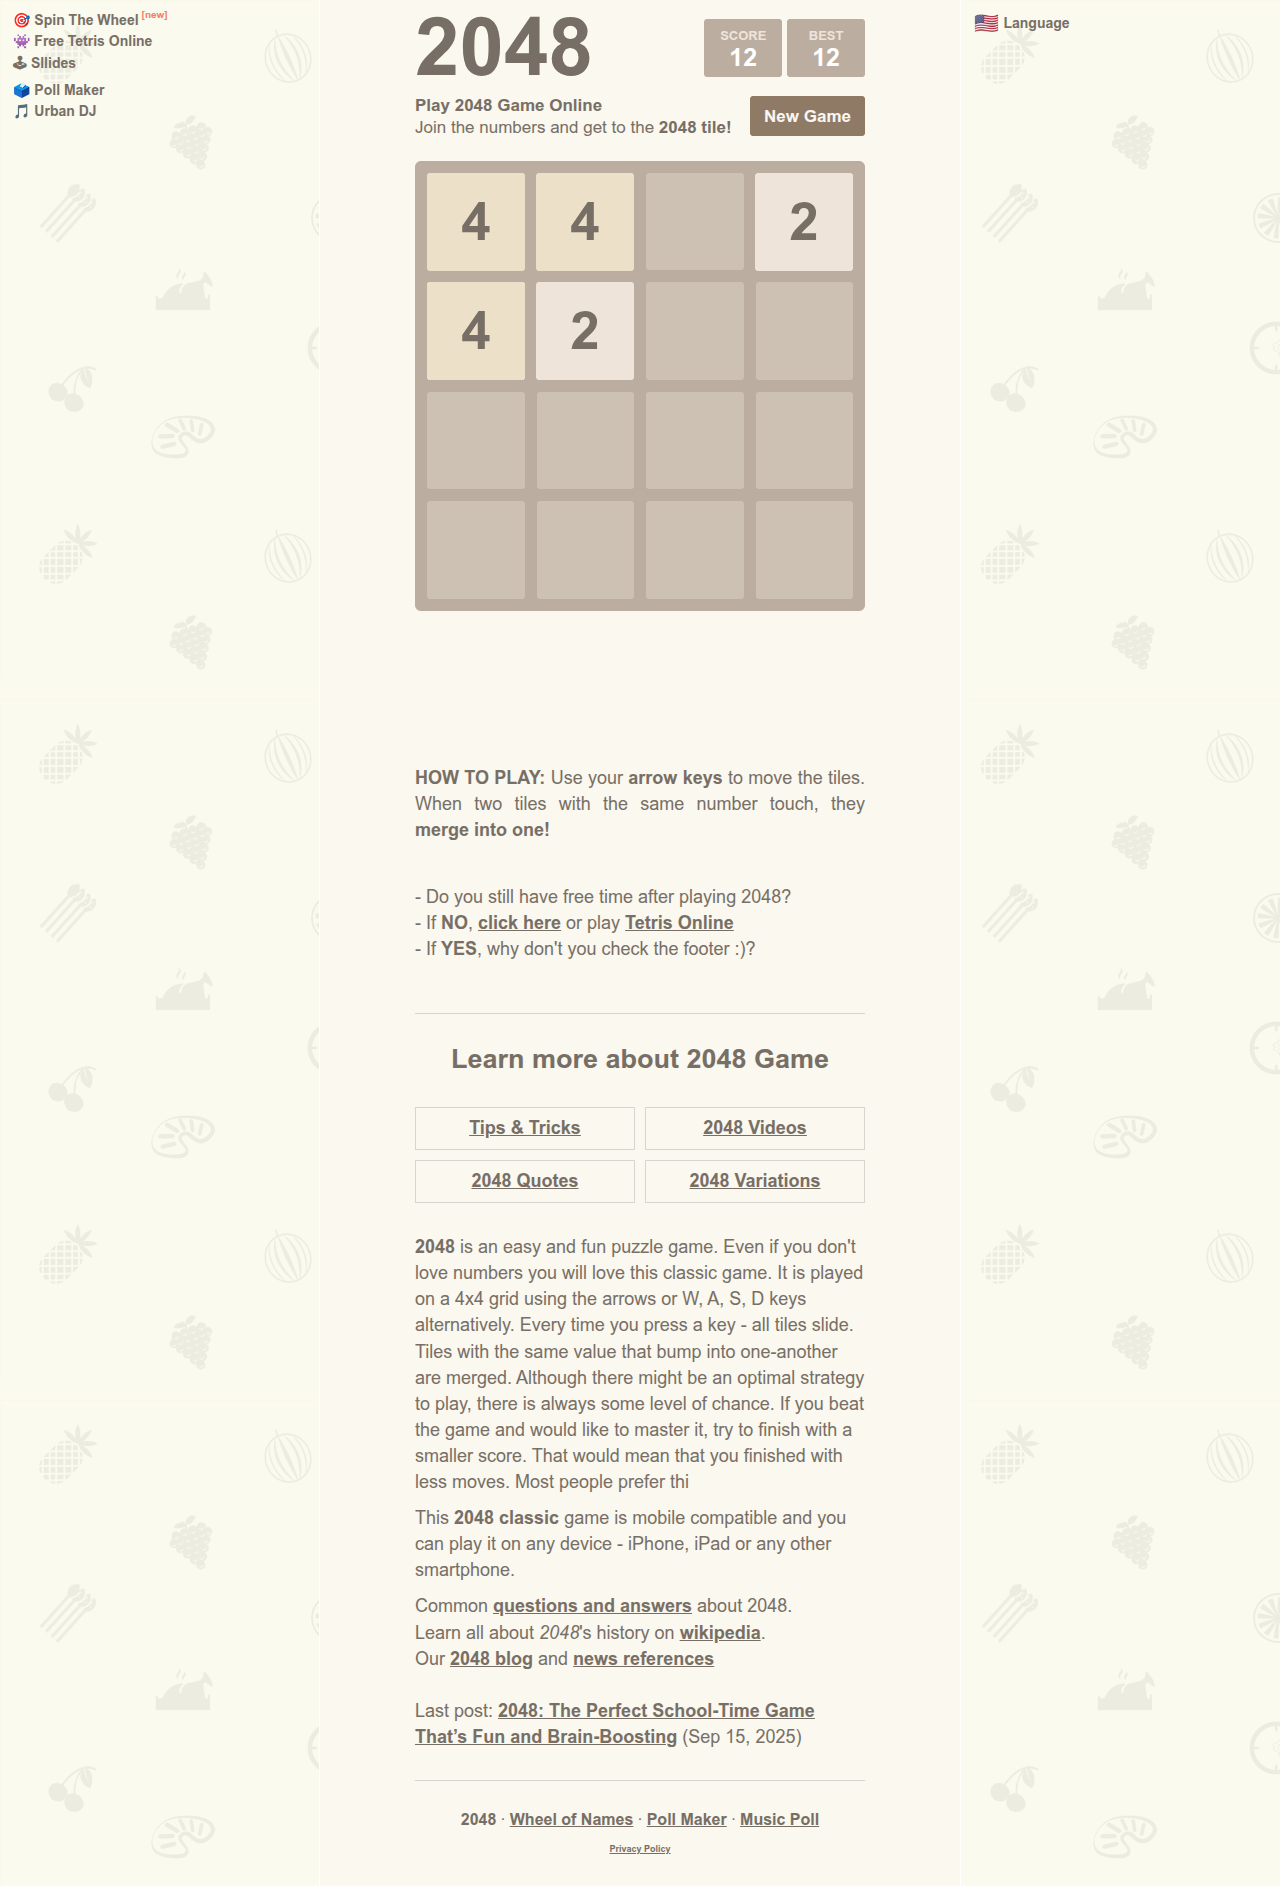 🎯 Spin The Wheel [new]
👾 Free Tetris Online
🕹 Sllides
🗳 Poll Maker
🎵 Urban DJ
🇺🇸 Language
2048
SCORE
12
BEST
12
Play 2048 Game Online
Join the numbers and get to the 2048 tile!
New Game
4 4 2
4 2
HOW TO PLAY: Use your arrow keys to move the tiles.
When two tiles with the same number touch, they
merge into one!
- Do you still have free time after playing 2048?
- If NO, click here or play Tetris Online
- If YES, why don't you check the footer :)?
Learn more about 2048 Game
Tips & Tricks
2048 Videos
2048 Quotes
2048 Variations
2048 is an easy and fun puzzle game. Even if you don't
love numbers you will love this classic game. It is played
on a 4x4 grid using the arrows or W, A, S, D keys
alternatively. Every time you press a key - all tiles slide.
Tiles with the same value that bump into one-another
are merged. Although there might be an optimal strategy
to play, there is always some level of chance. If you beat
the game and would like to master it, try to finish with a
smaller score. That would mean that you finished with
less moves. Most people prefer thi
This 2048 classic game is mobile compatible and you
can play it on any device - iPhone, iPad or any other
smartphone.
Common questions and answers about 2048.
Learn all about 2048's history on wikipedia.
Our 2048 blog and news references
Last post: 2048: The Perfect School-Time Game
That’s Fun and Brain-Boosting (Sep 15, 2025)
2048 · Wheel of Names · Poll Maker · Music Poll
Privacy Policy